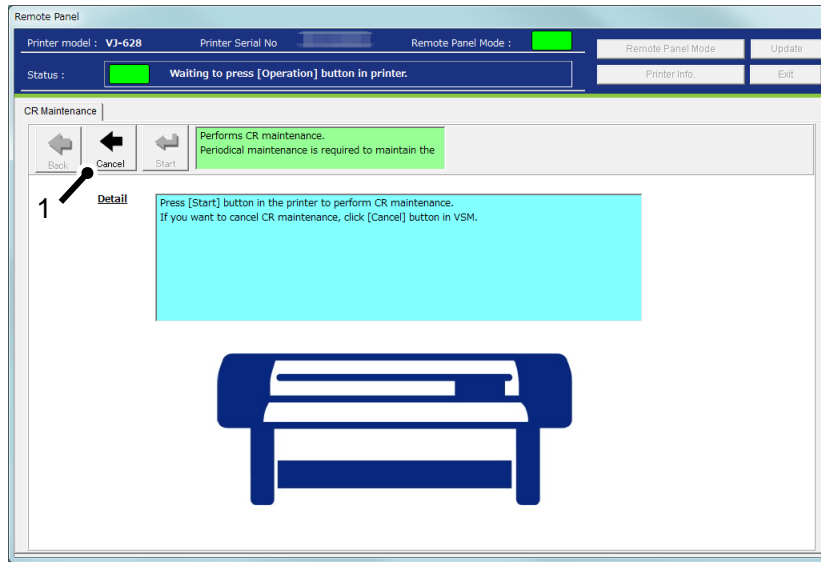 Remote Panel
Printer model : VJ-628 Printer Serial No Remote Panel Mode :
Remote Panel Mode Update
Status : Waiting to press [Operation] button in printer.
Printer Info. Exit
CR Maintenance
Back Cancel Start
Performs CR maintenance.
Periodical maintenance is required to maintain the
1
Detail
Press [Start] button in the printer to perform CR maintenance.
If you want to cancel CR maintenance, click [Cancel] button in VSM.